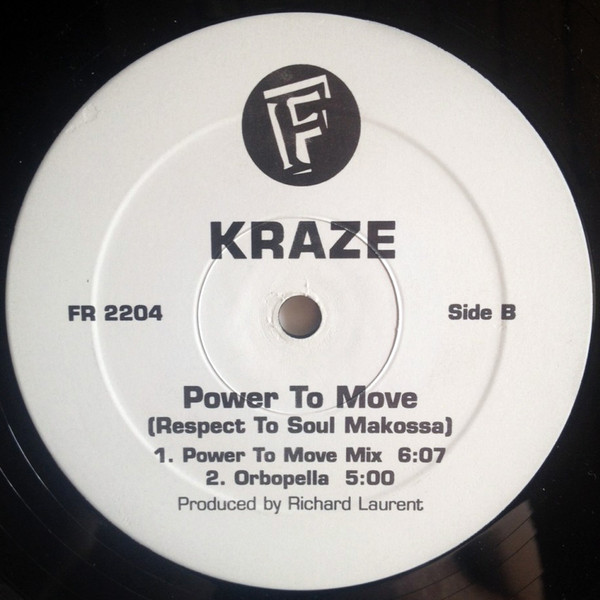 F
KRAZE
FR 2204
Side B
Power To Move
(Respect To Soul Makossa)
1. Power To Move Mix 6:07
2. Orbopella 5:00
Produced by Richard Laurent